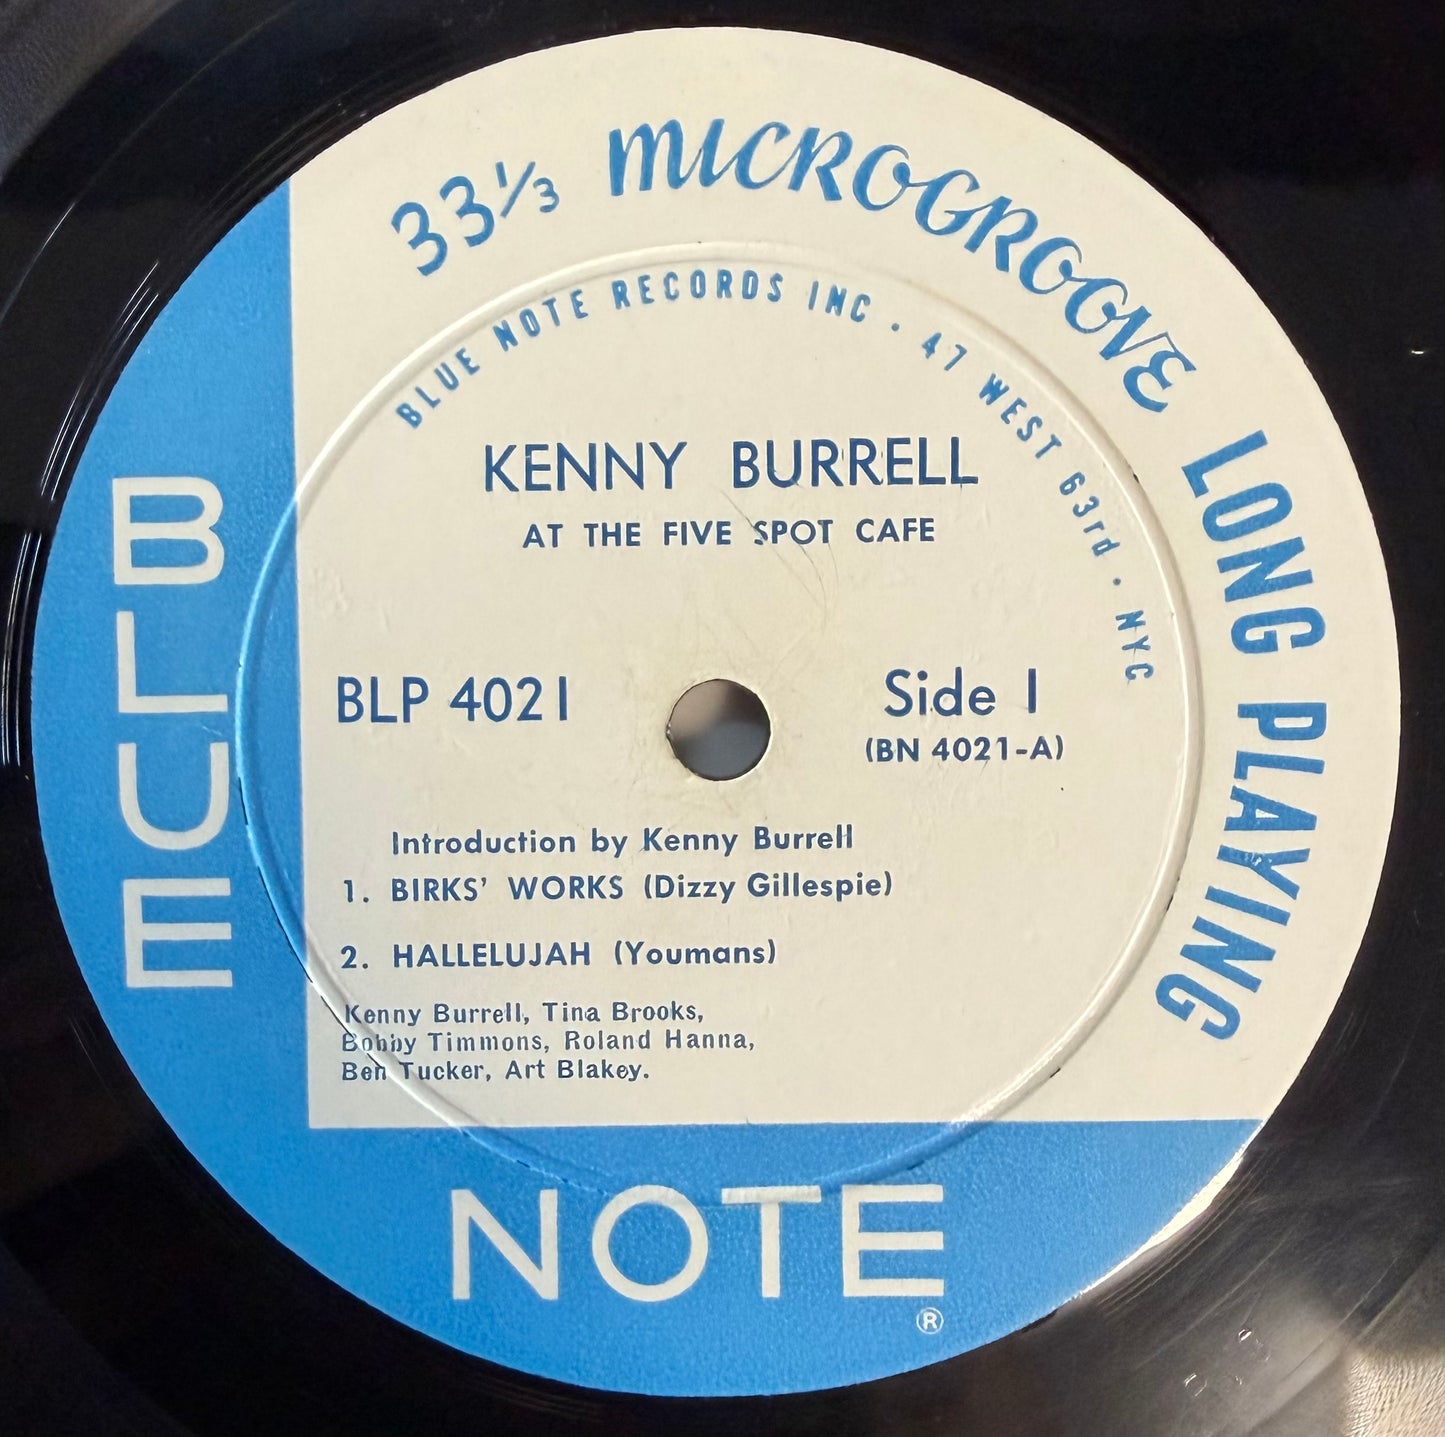 33⅓ MICROGROOVE LONG PLAYING
BLUE NOTE RECORDS INC · 47 WEST 63rd · NYC
KENNY BURRELL
AT THE FIVE SPOT CAFE
BLP 4021
Side 1
(BN 4021-A)
Introduction by Kenny Burrell
1. BIRKS' WORKS (Dizzy Gillespie)
2. HALLELUJAH (Youmans)
Kenny Burrell, Tina Brooks,
Bobby Timmons, Roland Hanna,
Ben Tucker, Art Blakey.
BLUE
NOTE
®